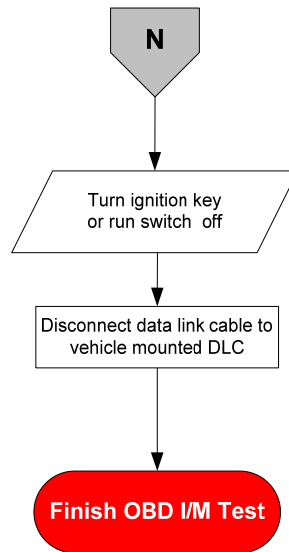 N
Turn ignition key
or run switch off
Disconnect data link cable to
vehicle mounted DLC
Finish OBD I/M Test